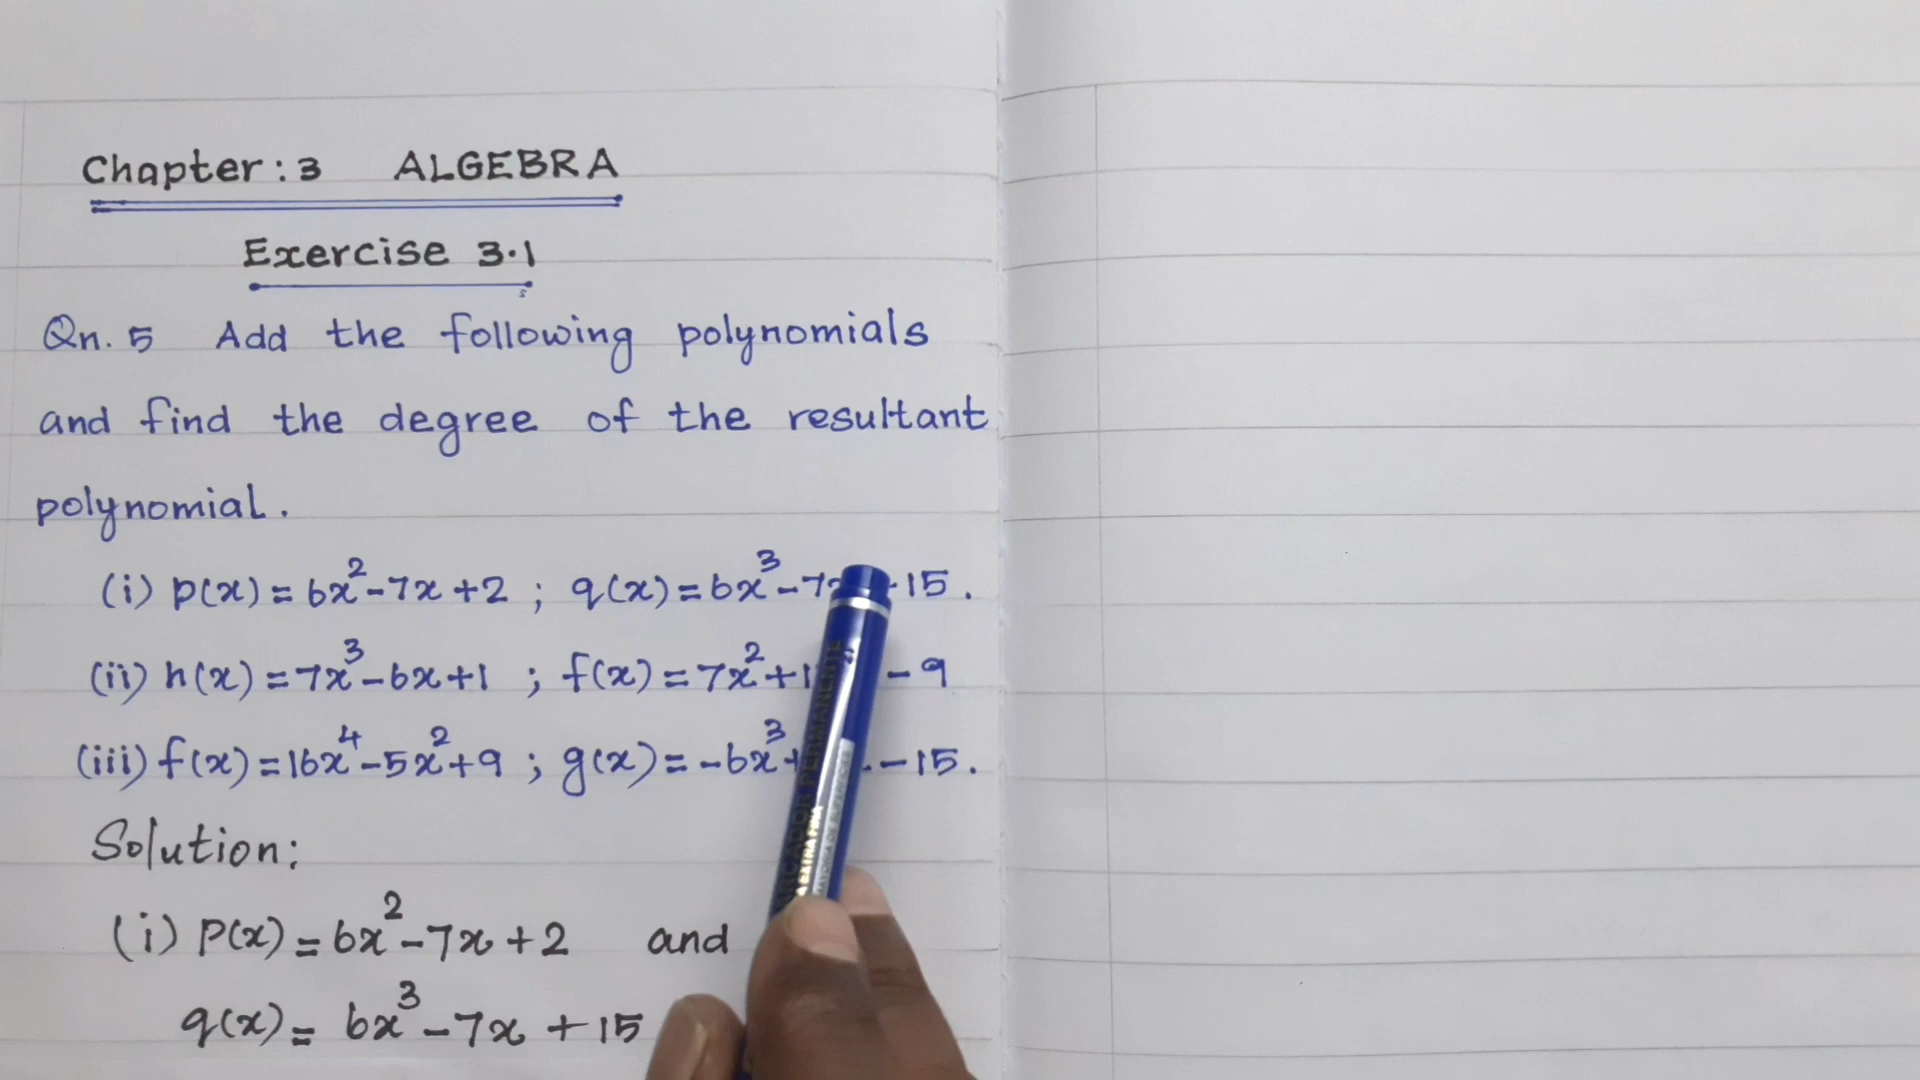 Chapter: 3 ALGEBRA
Exercise 3.1
Qn. 5 Add the following polynomials
and find the degree of the resultant
polynomial.
(i) p(x) = 6x²-7x+2 ; q(x) = 6x³-7x+15.
(ii) h(x) = 7x³-6x+1 ; f(x) = 7x²+1 -9
(iii) f(x) = 16x⁴-5x²+9 ; g(x) = -6x³+ -15.
Solution:
(i) P(x) = 6x²-7x+2 and
q(x) = 6x³-7x+15